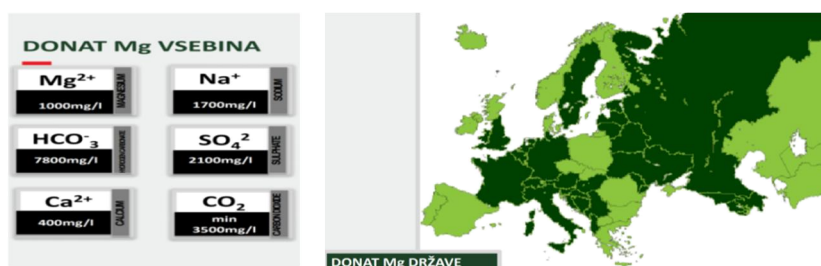 DONAT Mg VSEBINA
Mg²⁺
1000mg/l
MAGNESIUM
Na⁺
1700mg/l
SODIUM
HCO⁻₃
7800mg/l
HYDROGENCARBONATE
SO₄²
2100mg/l
SULPHATE
Ca²⁺
400mg/l
CALCIUM
CO₂
min
3500mg/l
CARBON DIOXIDE
DONAT Mg DRŽAVE